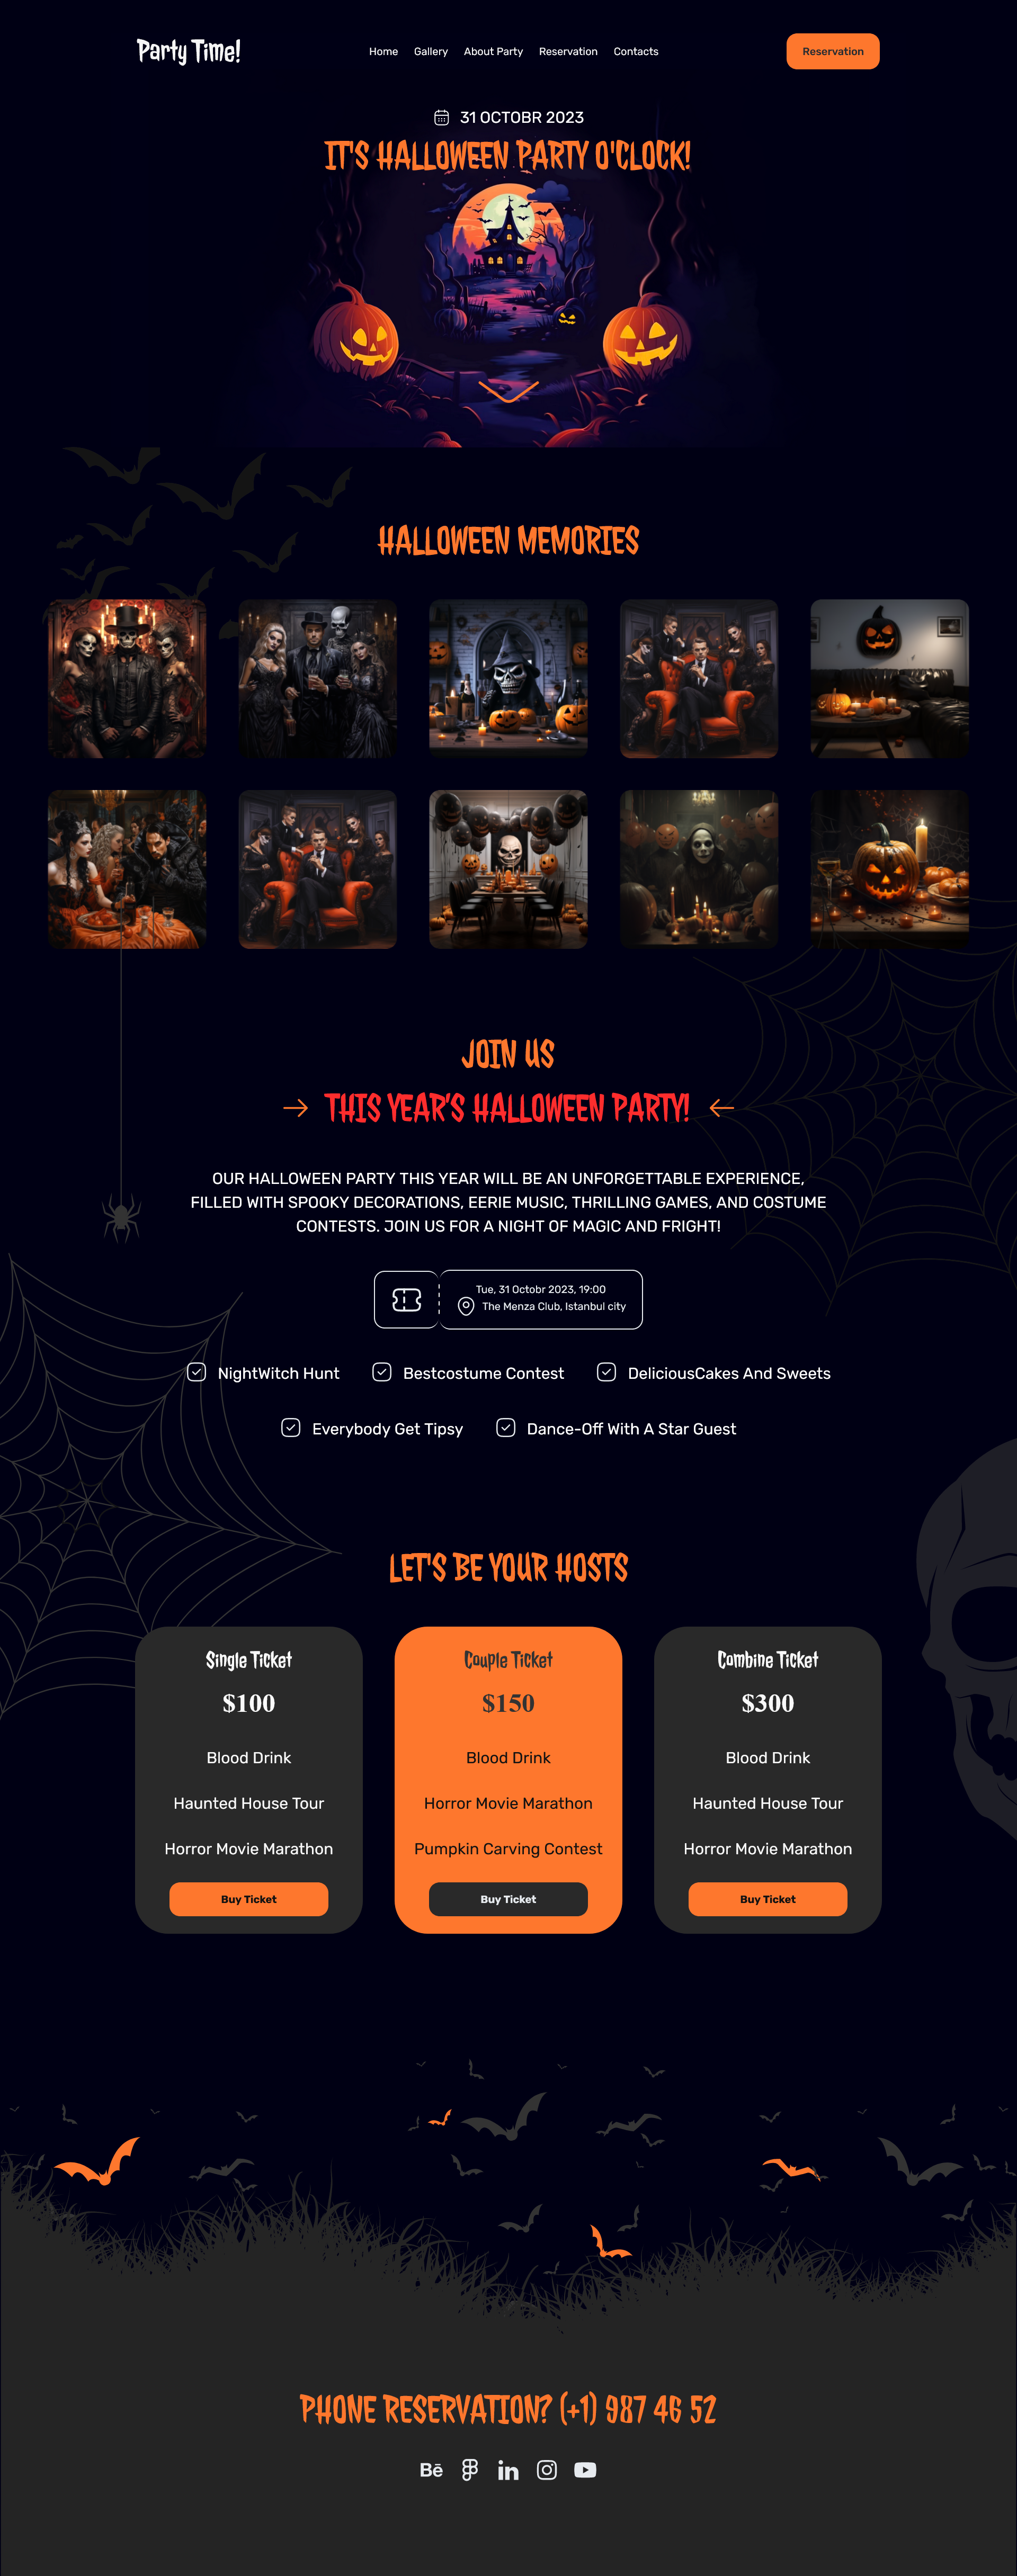 Party Time!
Home Gallery About Party Reservation Contacts
Reservation
31 OCTOBR 2023
IT'S HALLOWEEN PARTY O'CLOCK!
HALLOWEEN MEMORIES
JOIN US
THIS YEAR'S HALLOWEEN PARTY!
OUR HALLOWEEN PARTY THIS YEAR WILL BE AN UNFORGETTABLE EXPERIENCE,
FILLED WITH SPOOKY DECORATIONS, EERIE MUSIC, THRILLING GAMES, AND COSTUME
CONTESTS. JOIN US FOR A NIGHT OF MAGIC AND FRIGHT!
Tue, 31 Octobr 2023, 19:00
The Menza Club, Istanbul city
NightWitch Hunt
Bestcostume Contest
DeliciousCakes And Sweets
Everybody Get Tipsy
Dance-Off With A Star Guest
LET'S BE YOUR HOSTS
Single Ticket
$100
Blood Drink
Haunted House Tour
Horror Movie Marathon
Buy Ticket
Couple Ticket
$150
Blood Drink
Horror Movie Marathon
Pumpkin Carving Contest
Buy Ticket
Combine Ticket
$300
Blood Drink
Haunted House Tour
Horror Movie Marathon
Buy Ticket
PHONE RESERVATION? (+1) 987 46 52
Bē
in